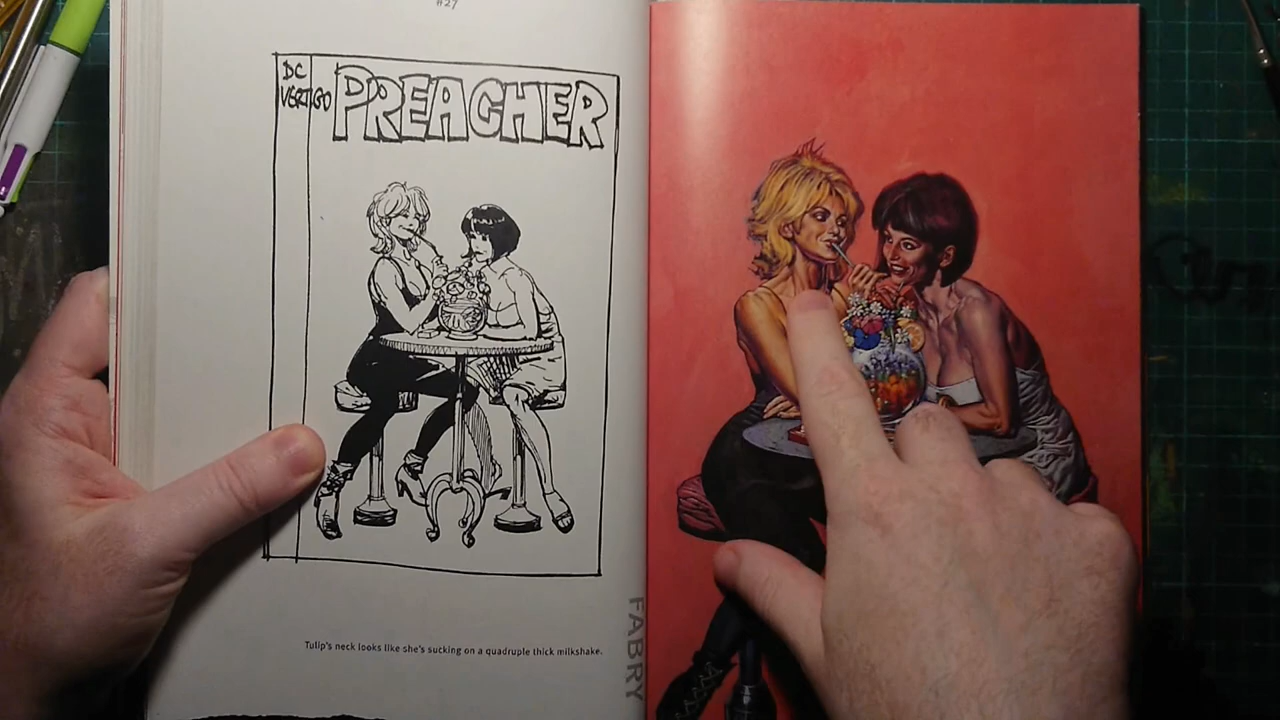 #27
DC
VERTIGO
PREACHER
Tulip's neck looks like she's sucking on a quadruple thick milkshake.
FABRY